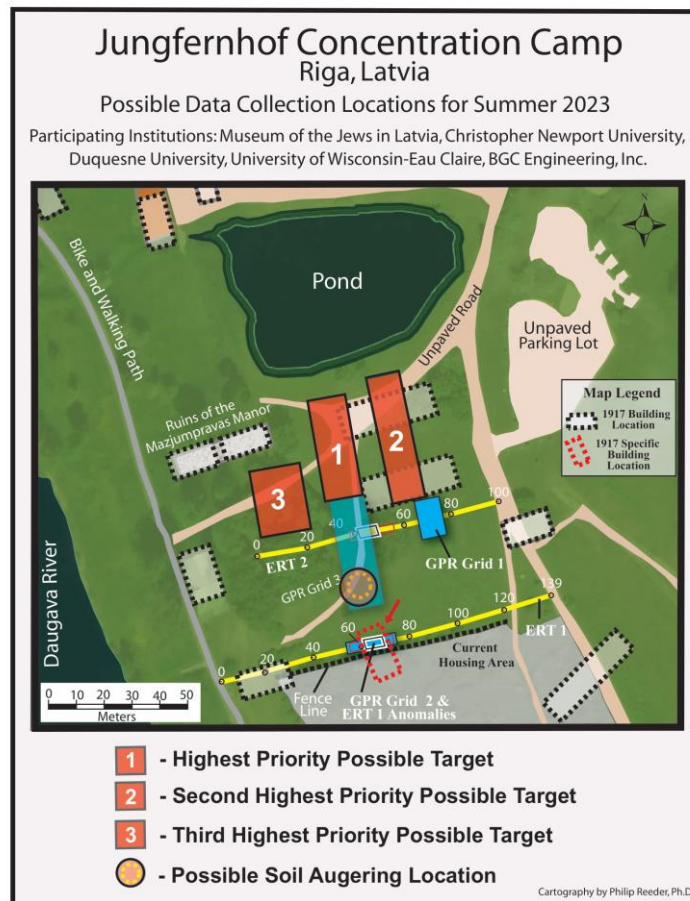 Jungfernhof Concentration Camp
Riga, Latvia
Possible Data Collection Locations for Summer 2023
Participating Institutions: Museum of the Jews in Latvia, Christopher Newport University,
Duquesne University, University of Wisconsin-Eau Claire, BGC Engineering, Inc.
N
Bike and Walking Path
Pond
Unpaved Road
Unpaved
Parking Lot
Map Legend
1917 Building
Location
1917 Specific
Building
Location
Ruins of the
Mazjumpravas Manor
1
2
3
0
20
40
60
80
100
ERT 2
GPR Grid 1
GPR Grid 3
Daugava River
0
20
40
60
80
100
120
139
ERT 1
Current
Housing Area
Fence
Line
GPR Grid 2 &
ERT 1 Anomalies
0 10 20 30 40 50
Meters
1 - Highest Priority Possible Target
2 - Second Highest Priority Possible Target
3 - Third Highest Priority Possible Target
- Possible Soil Augering Location
Cartography by Philip Reeder, Ph.D